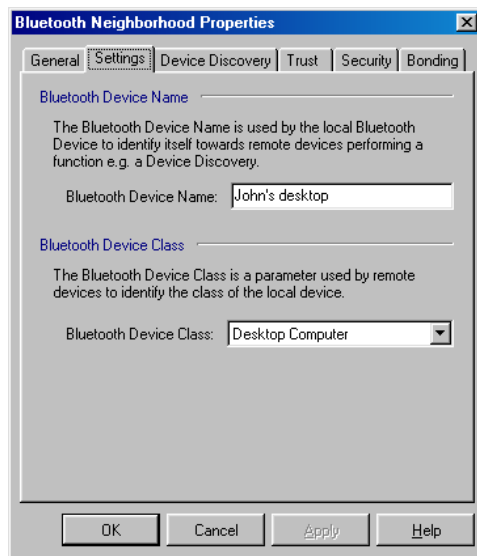 Bluetooth Neighborhood Properties
General Settings Device Discovery Trust Security Bonding
Bluetooth Device Name
The Bluetooth Device Name is used by the local Bluetooth
Device to identify itself towards remote devices performing a
function e.g. a Device Discovery.
Bluetooth Device Name: John's desktop
Bluetooth Device Class
The Bluetooth Device Class is a parameter used by remote
devices to identify the class of the local device.
Bluetooth Device Class: Desktop Computer
OK Cancel Apply Help